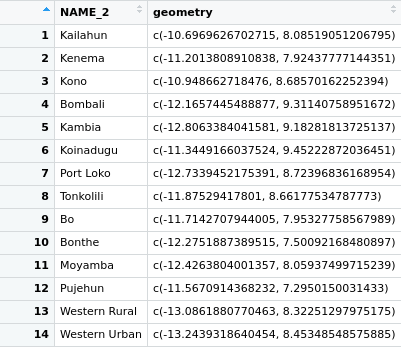 NAME_2 geometry
1 Kailahun c(-10.6969626702715, 8.08519051206795)
2 Kenema c(-11.2013808910838, 7.92437777144351)
3 Kono c(-10.948662718476, 8.68570162252394)
4 Bombali c(-12.1657445488877, 9.31140758951672)
5 Kambia c(-12.8063384041581, 9.18281813725137)
6 Koinadugu c(-11.3449166037524, 9.45222872036451)
7 Port Loko c(-12.7339452175391, 8.72396836168954)
8 Tonkolili c(-11.87529417801, 8.66177534787773)
9 Bo c(-11.7142707944005, 7.95327758567989)
10 Bonthe c(-12.2751887389515, 7.50092168480897)
11 Moyamba c(-12.4263804001357, 8.05937499715239)
12 Pujehun c(-11.5670914368232, 7.2950150031433)
13 Western Rural c(-13.0861880770463, 8.32251297975175)
14 Western Urban c(-13.2439318640454, 8.45348548575885)